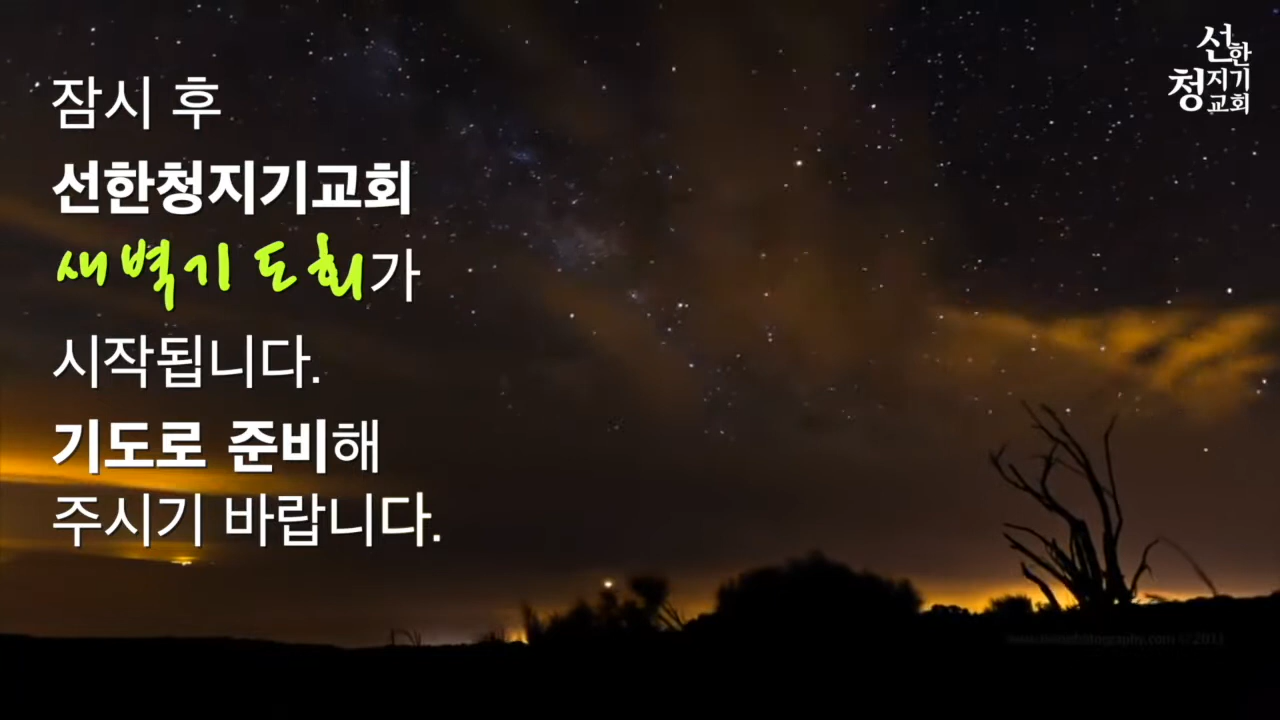 잠시 후
선한청지기교회
새벽기도회가
시작됩니다.
기도로 준비해
주시기 바랍니다.
선한
청지기
교회